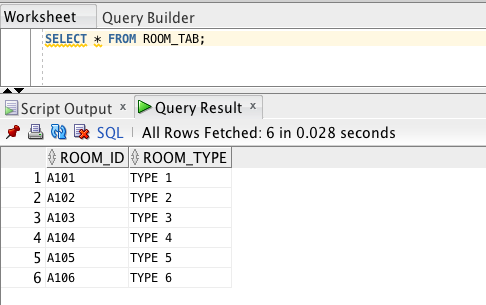 Worksheet Query Builder
SELECT * FROM ROOM_TAB;
Script Output x Query Result x
SQL | All Rows Fetched: 6 in 0.028 seconds
ROOM_ID ROOM_TYPE
1 A101 TYPE 1
2 A102 TYPE 2
3 A103 TYPE 3
4 A104 TYPE 4
5 A105 TYPE 5
6 A106 TYPE 6